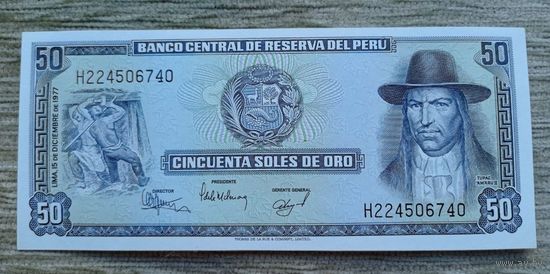 BANCO CENTRAL DE RESERVA DEL PERU
50
50
H224506740
LIMA, 15 DE DICIEMBRE DE 1977
CINCUENTA SOLES DE ORO
TUPAC
AMARU II
DIRECTOR
PRESIDENTE
GERENTE GENERAL
H224506740
50
50
THOMAS DE LA RUE & COMPANY, LIMITED.